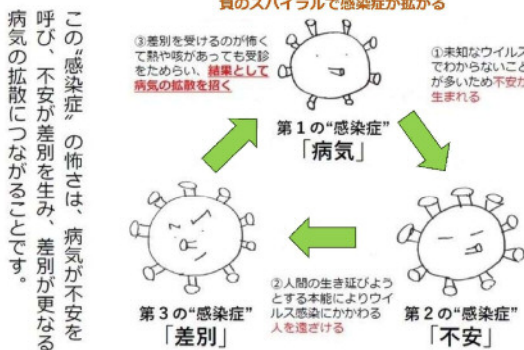 負のスパイラルで感染症が拡がる
この“感染症”の怖さは、病気が不安を
呼び、不安が差別を生み、差別が更なる
病気の拡散につながることです。
③差別を受けるのが怖く
て熱や咳があっても受診
をためらい、結果として
病気の拡散を招く
①未知なウイルス
でわからないこと
が多いため不安が
生まれる
第1の“感染症”
「病気」
②人間の生き延びよう
とする本能によりウイ
ルス感染にかかわる
人を遠ざける
第3の“感染症”
「差別」
第2の“感染症”
「不安」